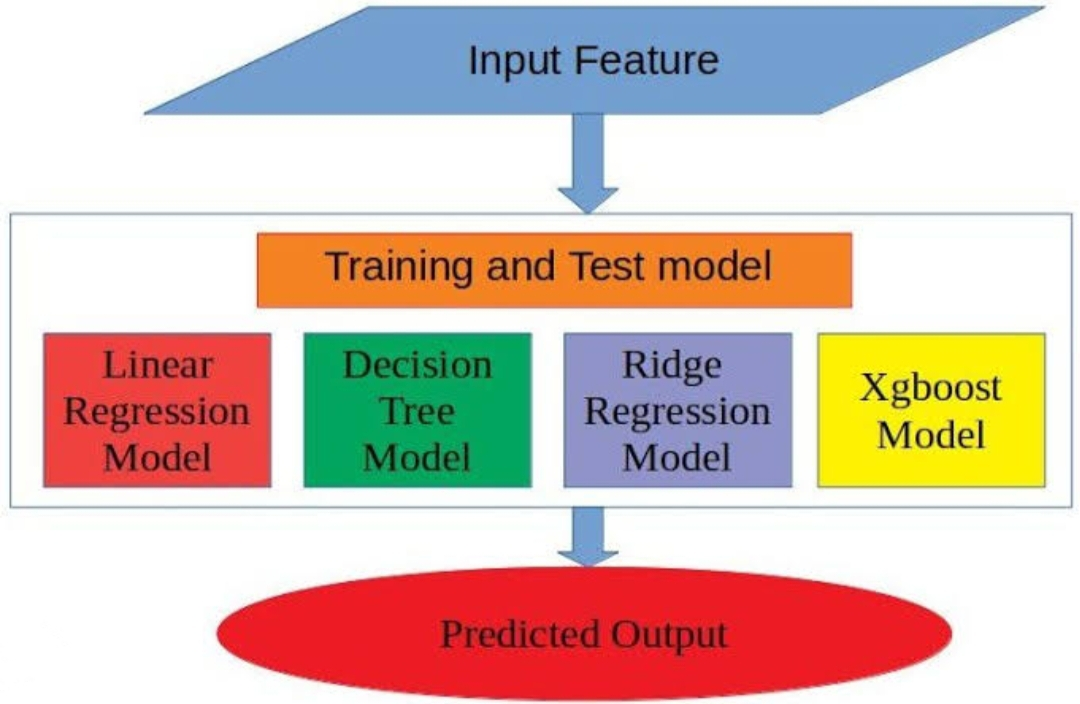 Input Feature
Training and Test model
Linear
Regression
Model
Decision
Tree
Model
Ridge
Regression
Model
Xgboost
Model
Predicted Output